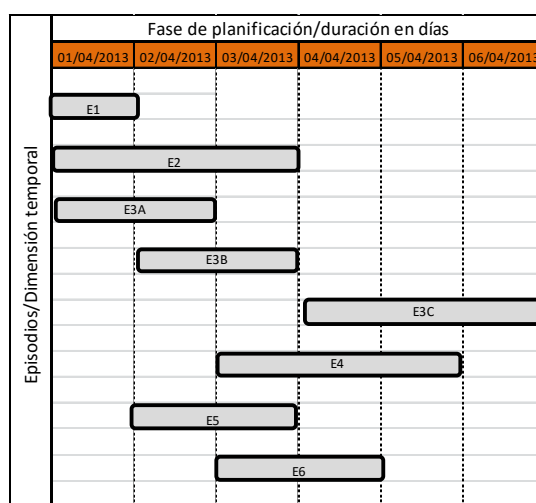 Fase de planificación/duración en días
01/04/2013 02/04/2013 03/04/2013 04/04/2013 05/04/2013 06/04/2013
Episodios/Dimensión temporal
E1
E2
E3A
E3B
E3C
E4
E5
E6